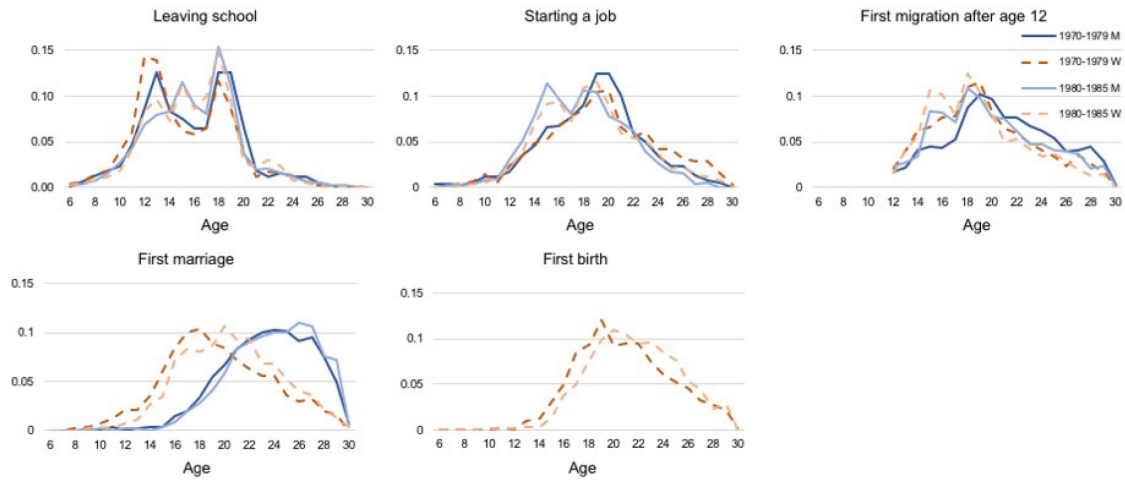 Leaving school
Starting a job
First migration after age 12
0.15
0.10
0.05
0.00
6 8 10 12 14 16 18 20 22 24 26 28 30
Age
0.15
0.10
0.05
0.00
6 8 10 12 14 16 18 20 22 24 26 28 30
Age
0.15
0.10
0.05
0.00
6 8 10 12 14 16 18 20 22 24 26 28 30
Age
1970-1979 M
1970-1979 W
1980-1985 M
1980-1985 W
First marriage
First birth
0.15
0.1
0.05
0
6 8 10 12 14 16 18 20 22 24 26 28 30
Age
0.15
0.1
0.05
0
6 8 10 12 14 16 18 20 22 24 26 28 30
Age